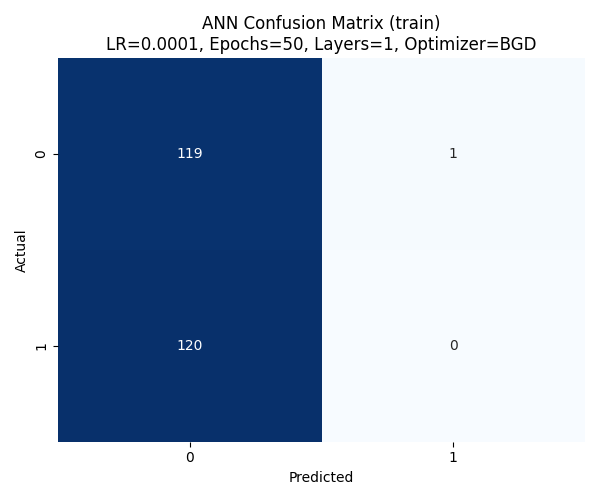 ANN Confusion Matrix (train)
LR=0.0001, Epochs=50, Layers=1, Optimizer=BGD
0
119
1
Actual
1
120
0
0
1
Predicted